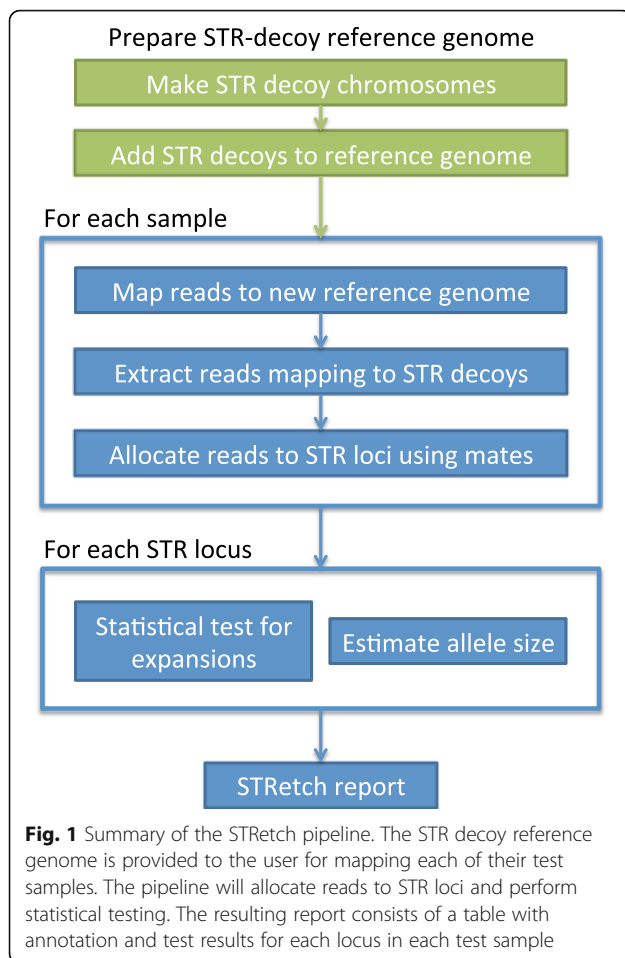 Prepare STR-decoy reference genome
Make STR decoy chromosomes
Add STR decoys to reference genome
For each sample
Map reads to new reference genome
Extract reads mapping to STR decoys
Allocate reads to STR loci using mates
For each STR locus
Statistical test for
expansions
Estimate allele size
STRetch report
Fig. 1 Summary of the STRetch pipeline. The STR decoy reference
genome is provided to the user for mapping each of their test
samples. The pipeline will allocate reads to STR loci and perform
statistical testing. The resulting report consists of a table with
annotation and test results for each locus in each test sample